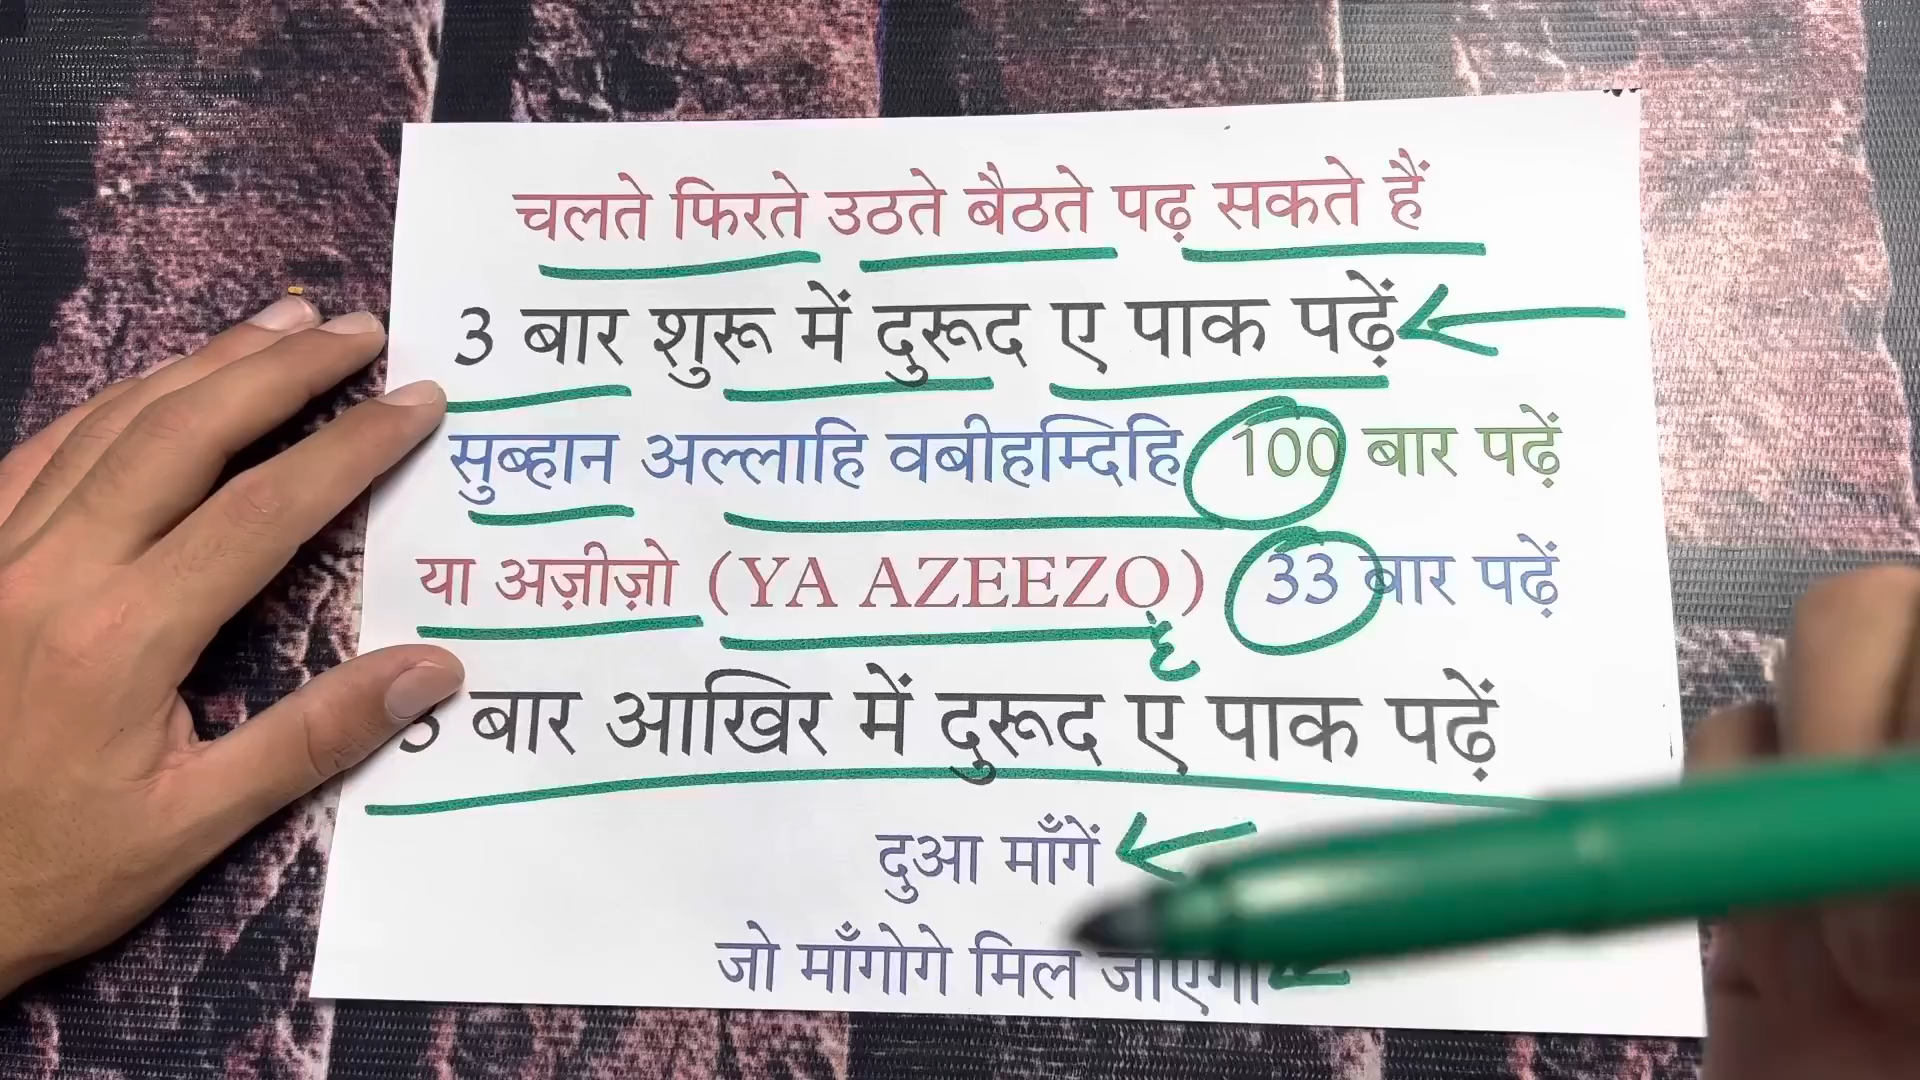 चलते फिरते उठते बैठते पढ़ सकते हैं
3 बार शुरू में दुरूद ए पाक पढ़ें
सुब्हान अल्लाहि वबीहम्दिहि 100 बार पढ़ें
या अज़ीज़ो (YA AZEEZO) 33 बार पढ़ें
3 बार आखिर में दुरूद ए पाक पढ़ें
दुआ माँगें
जो माँगोगे मिल जाएगा